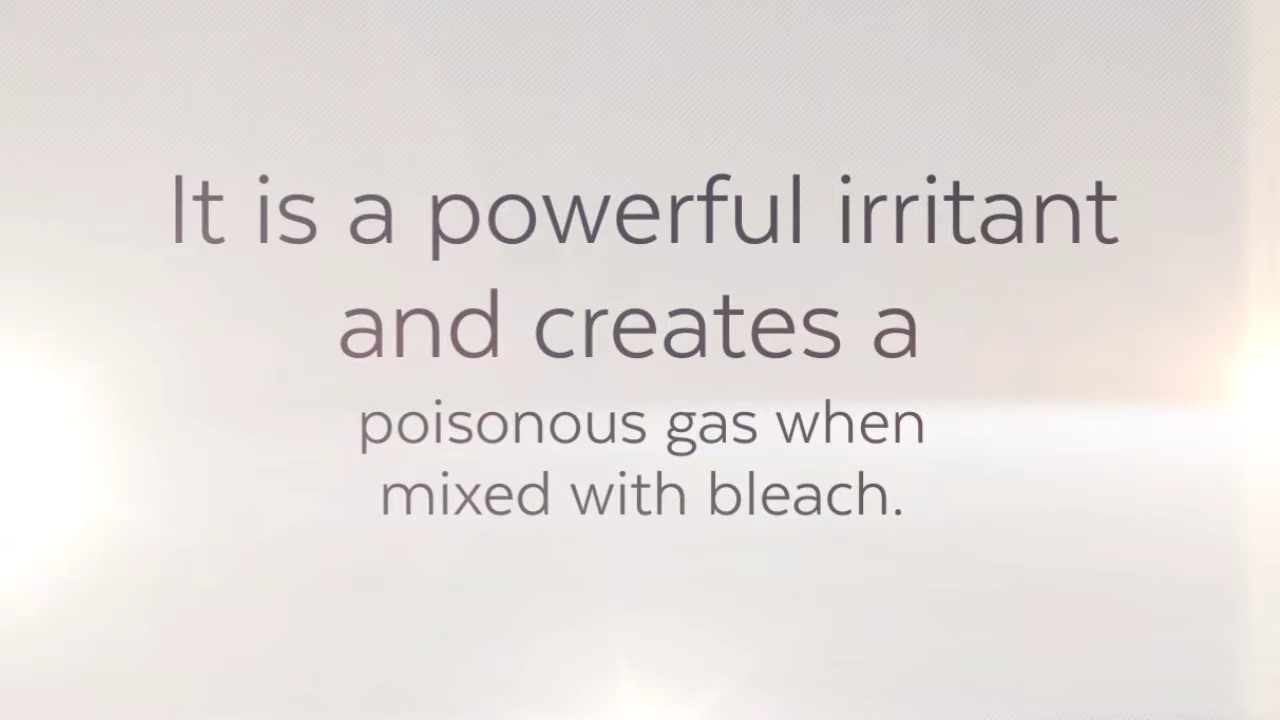 It is a powerful irritant
and creates a
poisonous gas when
mixed with bleach.